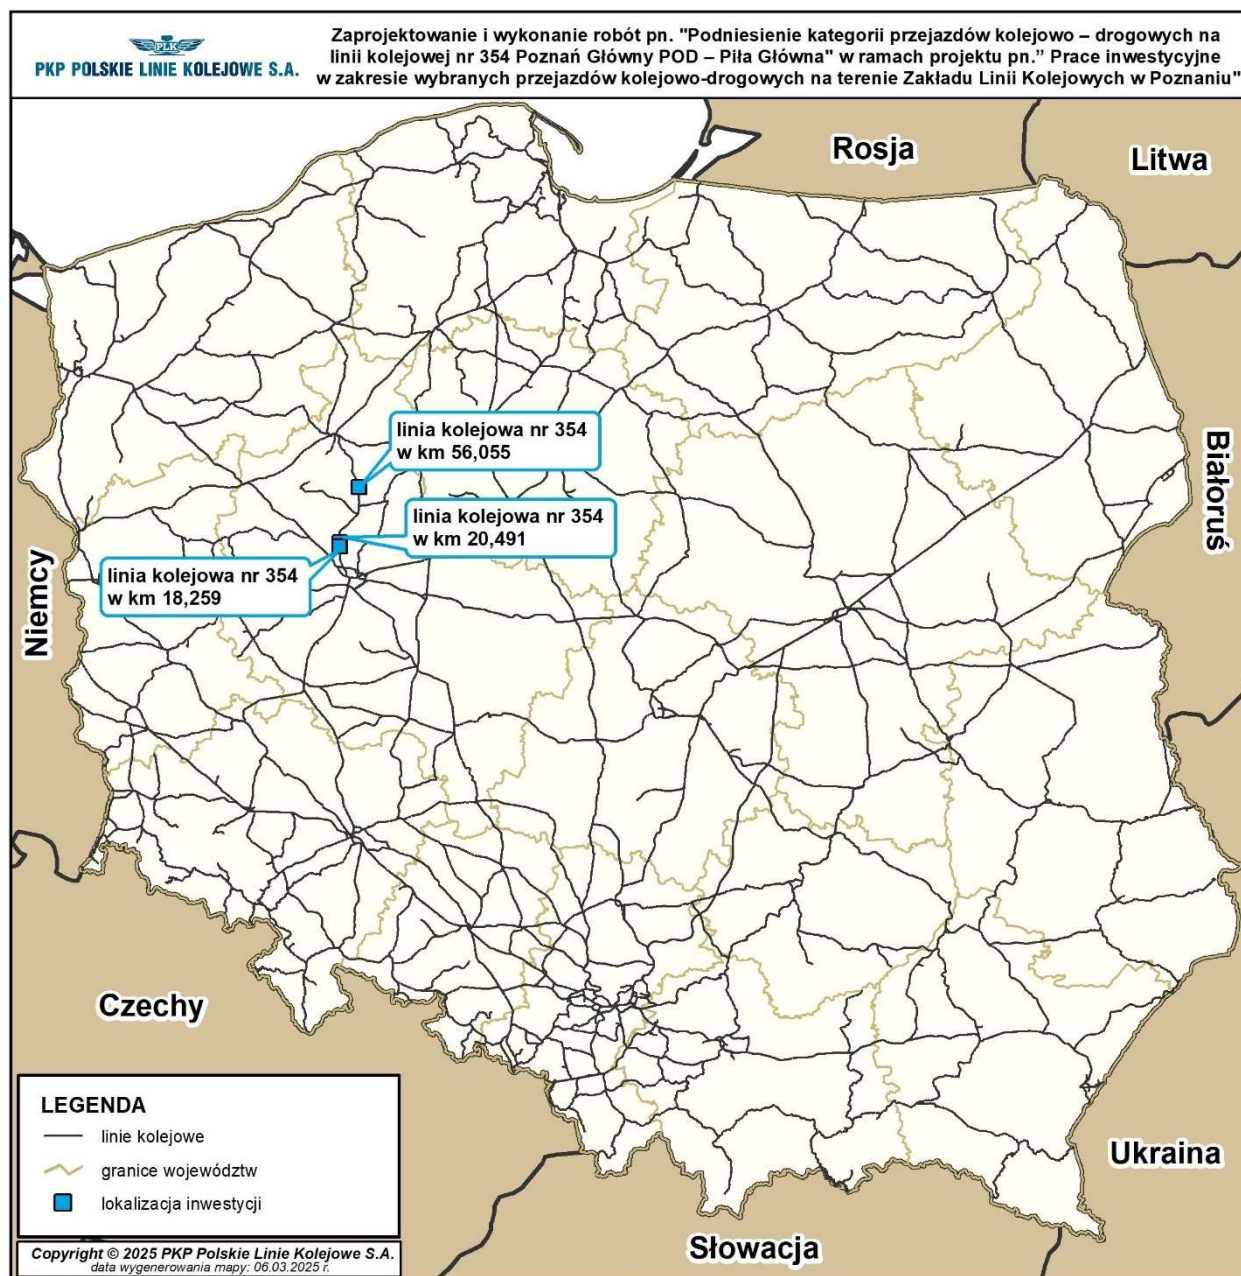 PLK
PKP POLSKIE LINIE KOLEJOWE S.A.
Zaprojektowanie i wykonanie robót pn. "Podniesienie kategorii przejazdów kolejowo – drogowych na
linii kolejowej nr 354 Poznań Główny POD – Piła Główna" w ramach projektu pn.” Prace inwestycyjne
w zakresie wybranych przejazdów kolejowo-drogowych na terenie Zakładu Linii Kolejowych w Poznaniu"
Rosja
Litwa
Białoruś
linia kolejowa nr 354
w km 56,055
linia kolejowa nr 354
w km 20,491
linia kolejowa nr 354
w km 18,259
Niemcy
Czechy
Ukraina
Słowacja
LEGENDA
linie kolejowe
granice województw
lokalizacja inwestycji
Copyright © 2025 PKP Polskie Linie Kolejowe S.A.
data wygenerowania mapy: 06.03.2025 r.